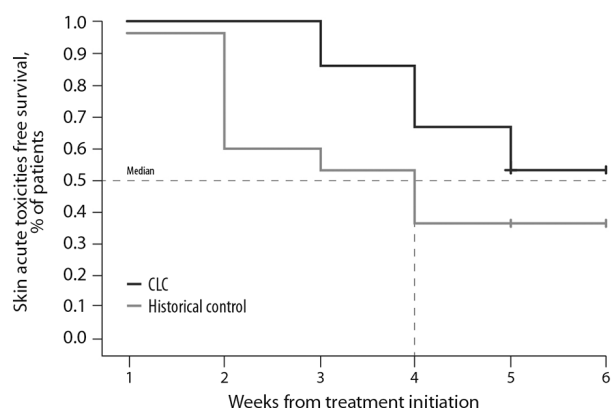 Skin acute toxicities free survival,
% of patients
1.0
0.9
0.8
0.7
0.6
0.5
0.4
0.3
0.2
0.1
0.0
Median
CLC
Historical control
1 2 3 4 5 6
Weeks from treatment initiation